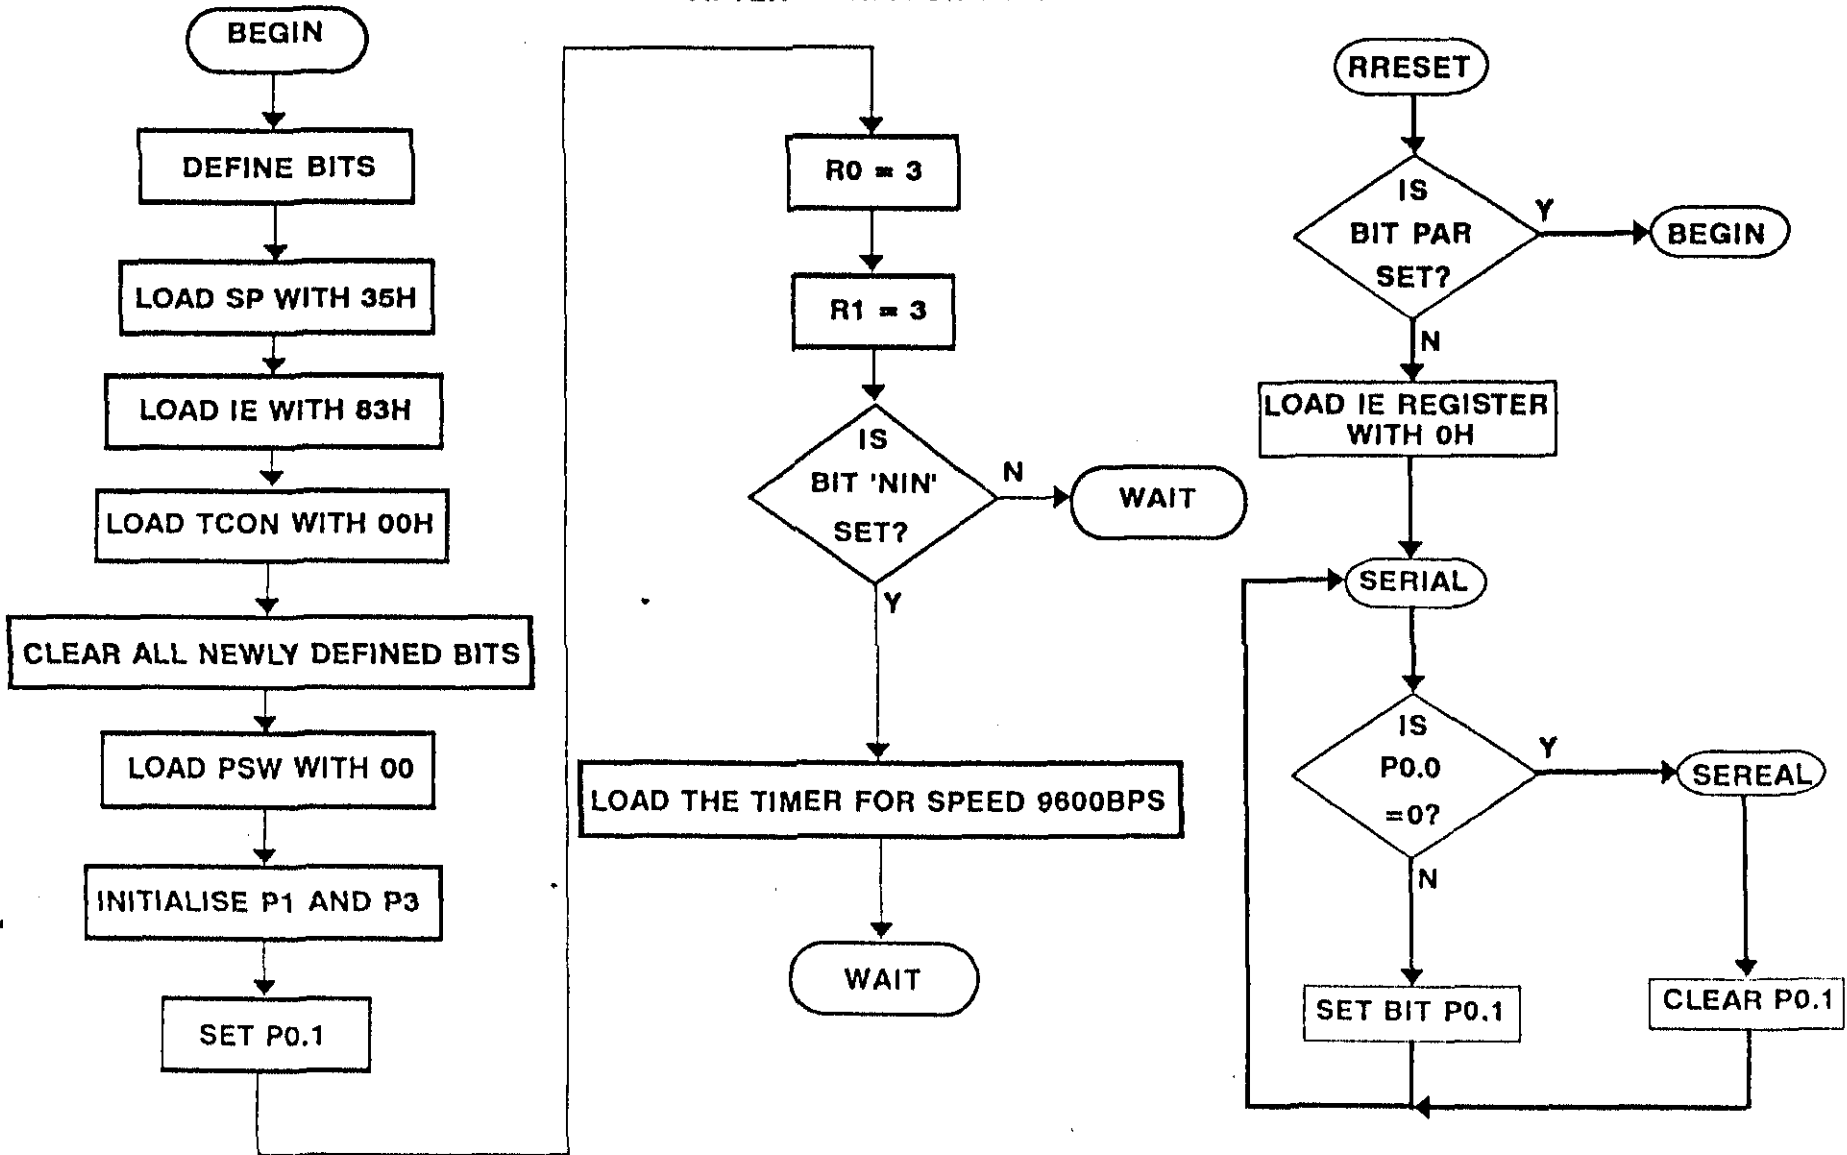 BEGIN
DEFINE BITS
LOAD SP WITH 35H
LOAD IE WITH 83H
LOAD TCON WITH 00H
CLEAR ALL NEWLY DEFINED BITS
LOAD PSW WITH 00
INITIALISE P1 AND P3
SET P0.1
R0 = 3
R1 = 3
IS
BIT 'NIN'
SET?
N
WAIT
Y
LOAD THE TIMER FOR SPEED 9600BPS
WAIT
RRESET
IS
BIT PAR
SET?
Y
BEGIN
N
LOAD IE REGISTER
WITH 0H
SERIAL
IS
P0.0
=0?
Y
SEREAL
N
SET BIT P0.1
CLEAR P0.1